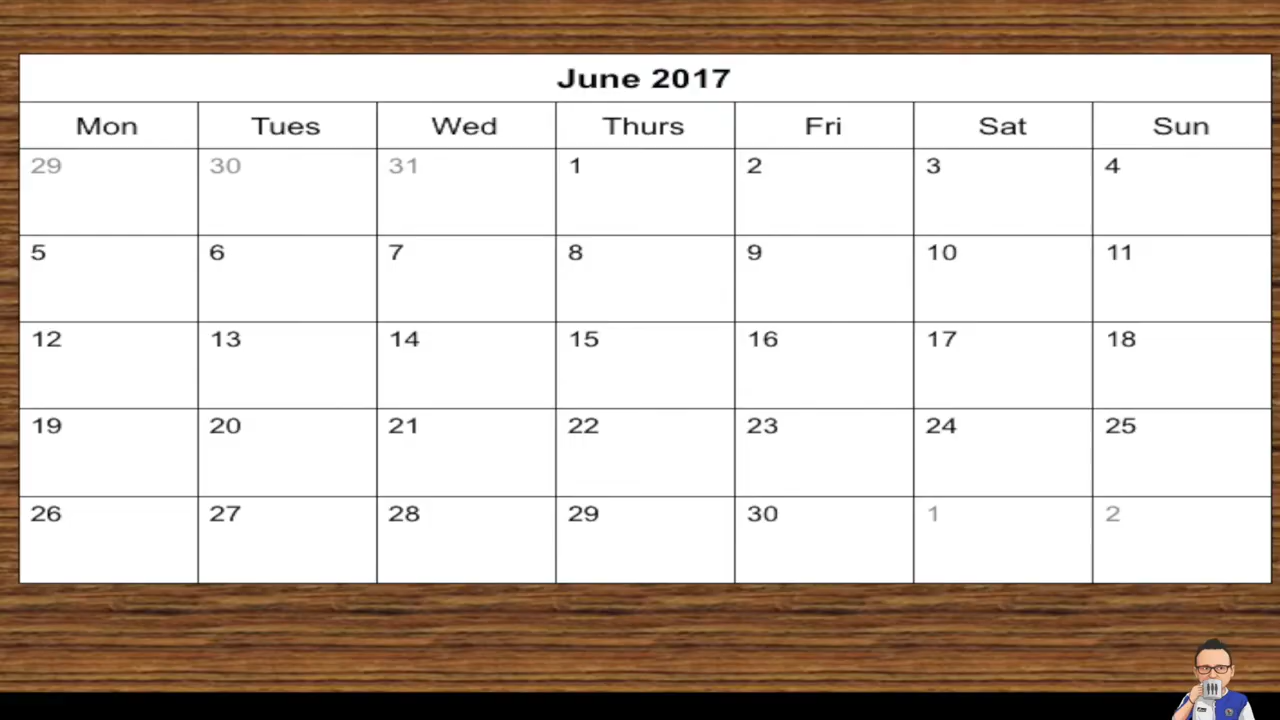 June 2017
Mon Tues Wed Thurs Fri Sat Sun
29 30 31 1 2 3 4
5 6 7 8 9 10 11
12 13 14 15 16 17 18
19 20 21 22 23 24 25
26 27 28 29 30 1 2